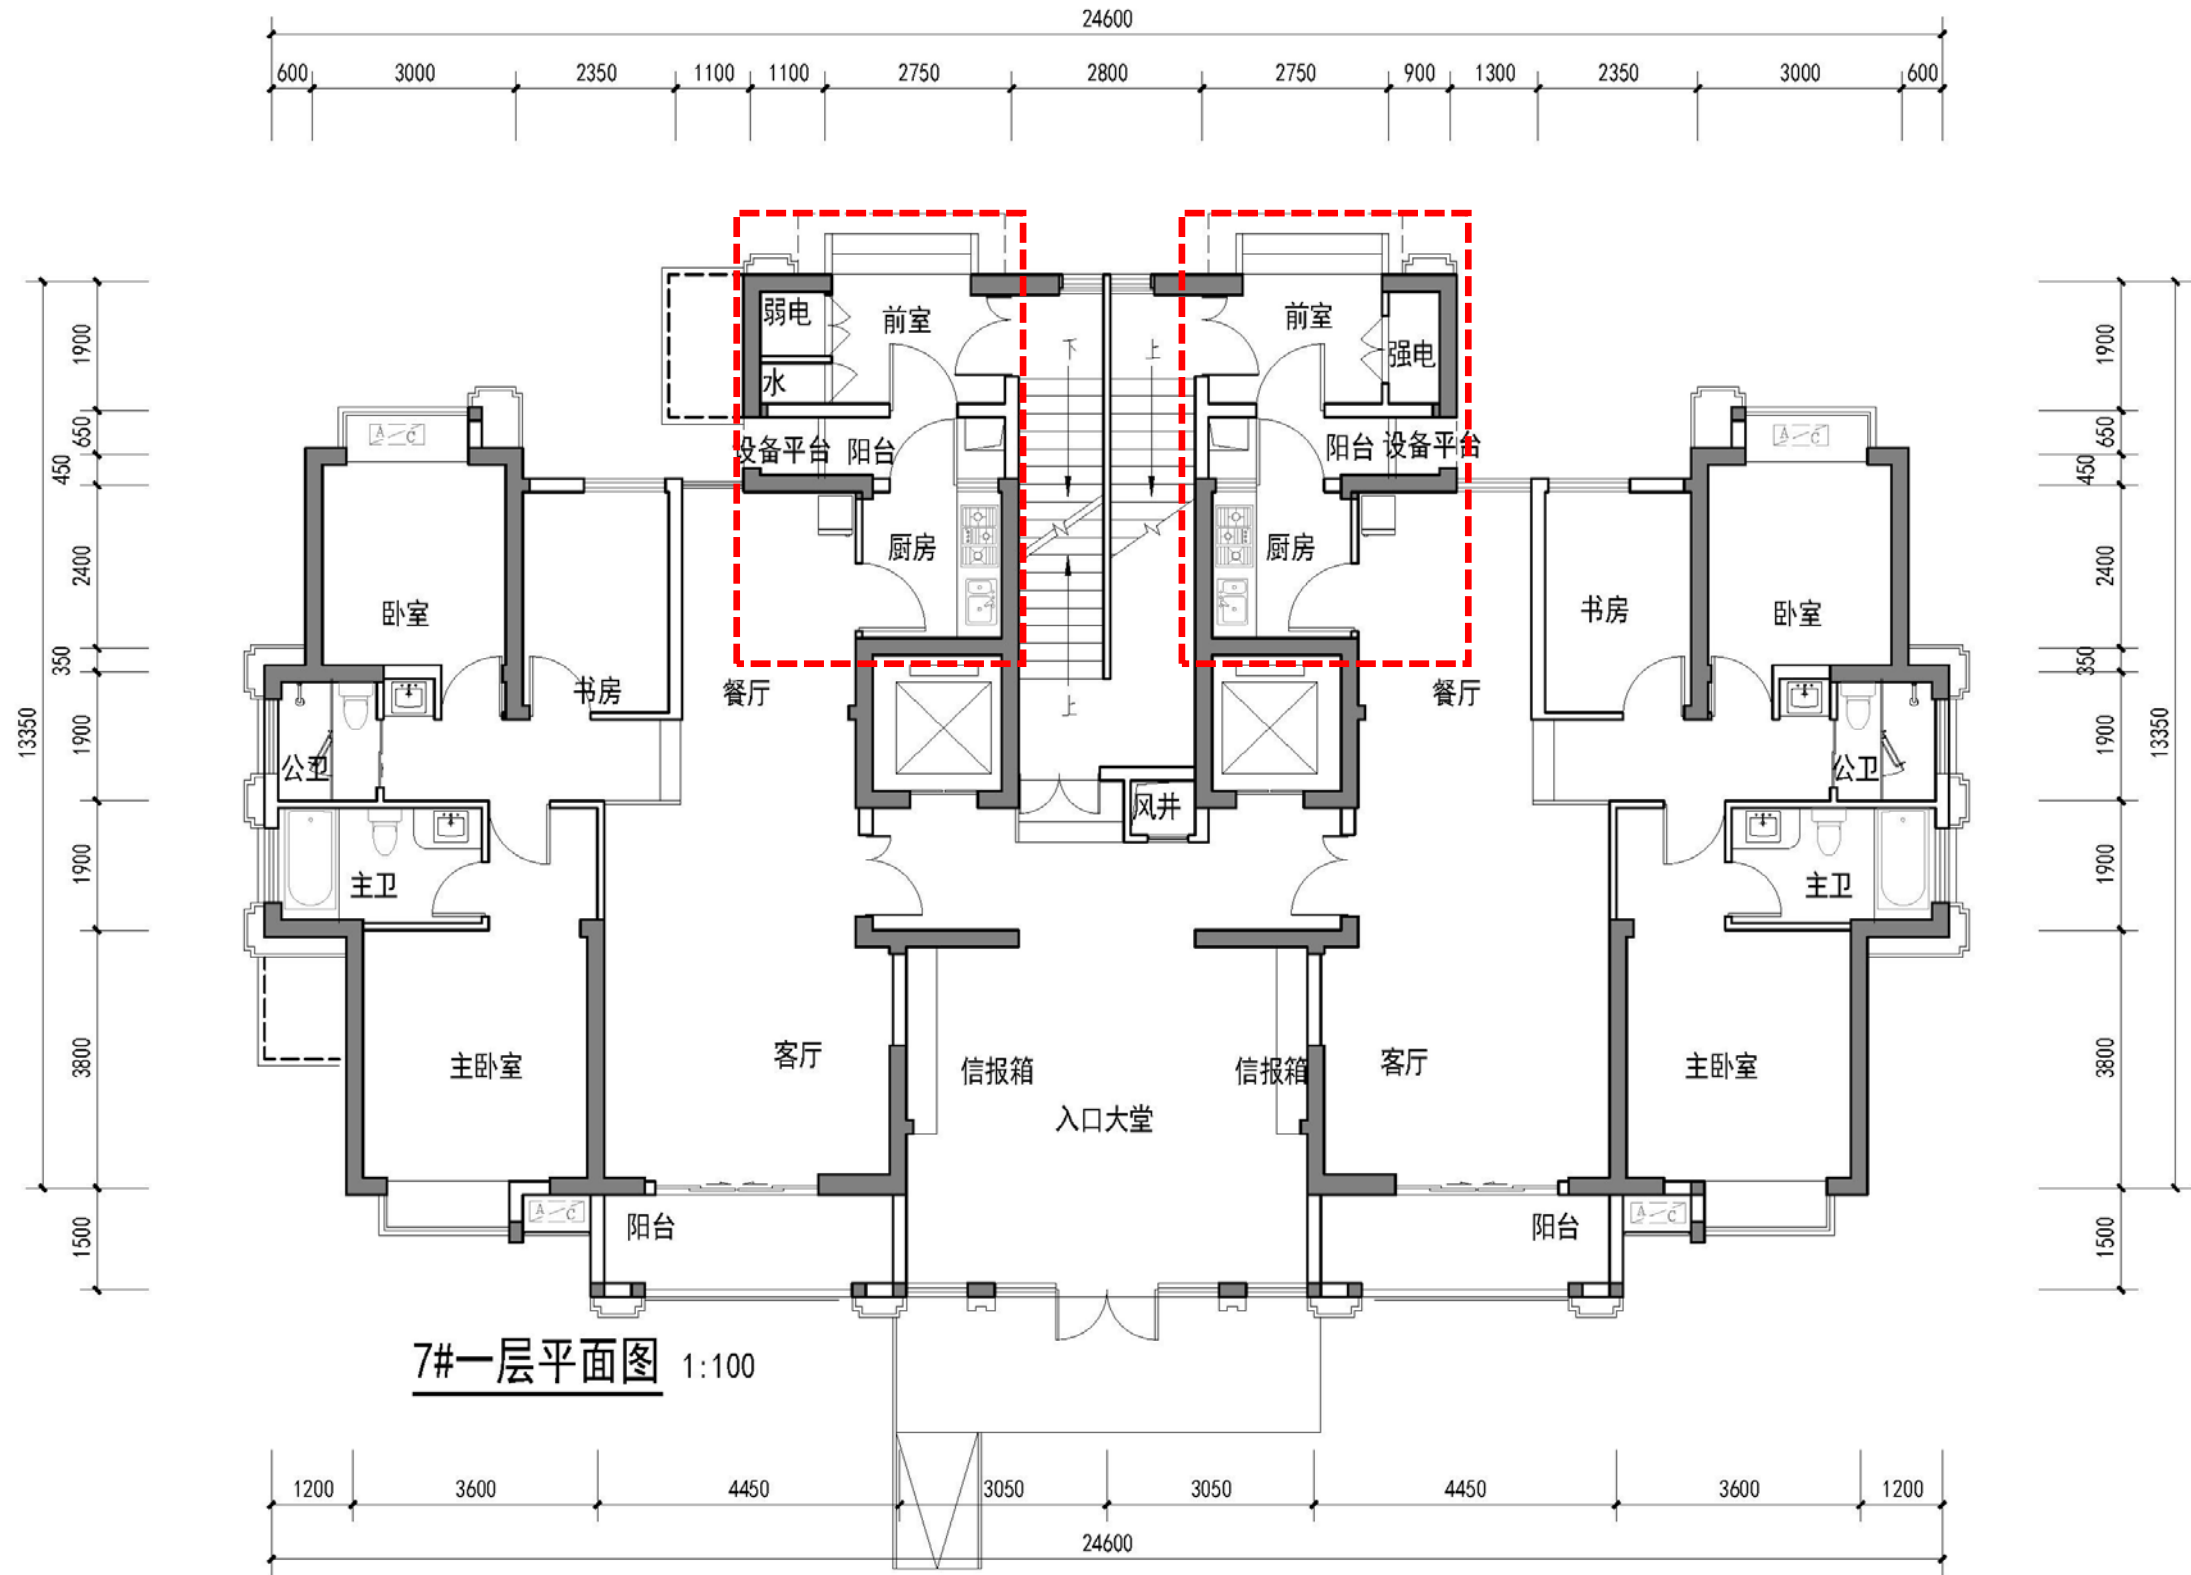 24600
600 3000 2350 1100 1100 2750 2800 2750 900 1300 2350 3000 600
弱电 前室 前室
下 上 强电
水
设备平台 阳台 阳台 设备平台
A C
A C
厨房 厨房
卧室 书房 卧室
书房 餐厅 餐厅
上
公卫 公卫
风井
主卫 主卫
客厅 信报箱 信报箱 客厅
主卧室 主卧室
入口大堂
A C 阳台 阳台 A C
13350
1900
650
450
2400
350
1900
1900
3800
1500
1900
650
450
2400
350
1900
1900
3800
1500
13350
7#一层平面图 1:100
1200 3600 4450 3050 3050 4450 3600 1200
24600